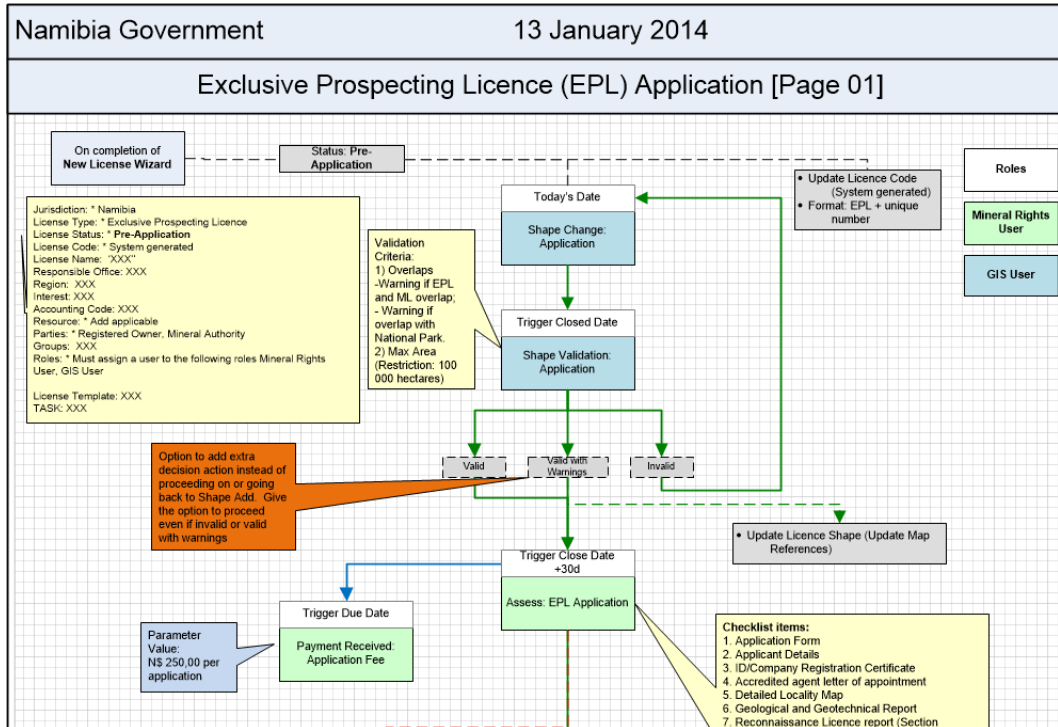 Namibia Government 13 January 2014
Exclusive Prospecting Licence (EPL) Application [Page 01]
On completion of
New License Wizard
Status: Pre-
Application
• Update Licence Code
(System generated)
• Format: EPL + unique
number
Roles
Mineral Rights
User
GIS User
Today's Date
Shape Change:
Application
Jurisdiction: * Namibia
License Type: * Exclusive Prospecting Licence
License Status: * Pre-Application
License Code: * System generated
License Name: "XXX"
Responsible Office: XXX
Region: XXX
Interest: XXX
Accounting Code: XXX
Resource: * Add applicable
Parties: * Registered Owner, Mineral Authority
Groups: XXX
Roles: * Must assign a user to the following roles Mineral Rights
User, GIS User
License Template: XXX
TASK: XXX
Validation
Criteria:
1) Overlaps
-Warning if EPL
and ML overlap;
- Warning if
overlap with
National Park.
2) Max Area
(Restriction: 100
000 hectares)
Trigger Closed Date
Shape Validation:
Application
Valid
Valid with
Warnings
Invalid
Option to add extra
decision action instead of
proceeding on or going
back to Shape Add. Give
the option to proceed
even if invalid or valid
with warnings
• Update Licence Shape (Update Map
References)
Trigger Close Date
+30d
Assess: EPL Application
Trigger Due Date
Payment Received:
Application Fee
Parameter
Value:
N$ 250,00 per
application
Checklist items:
1. Application Form
2. Applicant Details
3. ID/Company Registration Certificate
4. Accredited agent letter of appointment
5. Detailed Locality Map
6. Geological and Geotechnical Report
7. Reconnaissance Licence report (Section